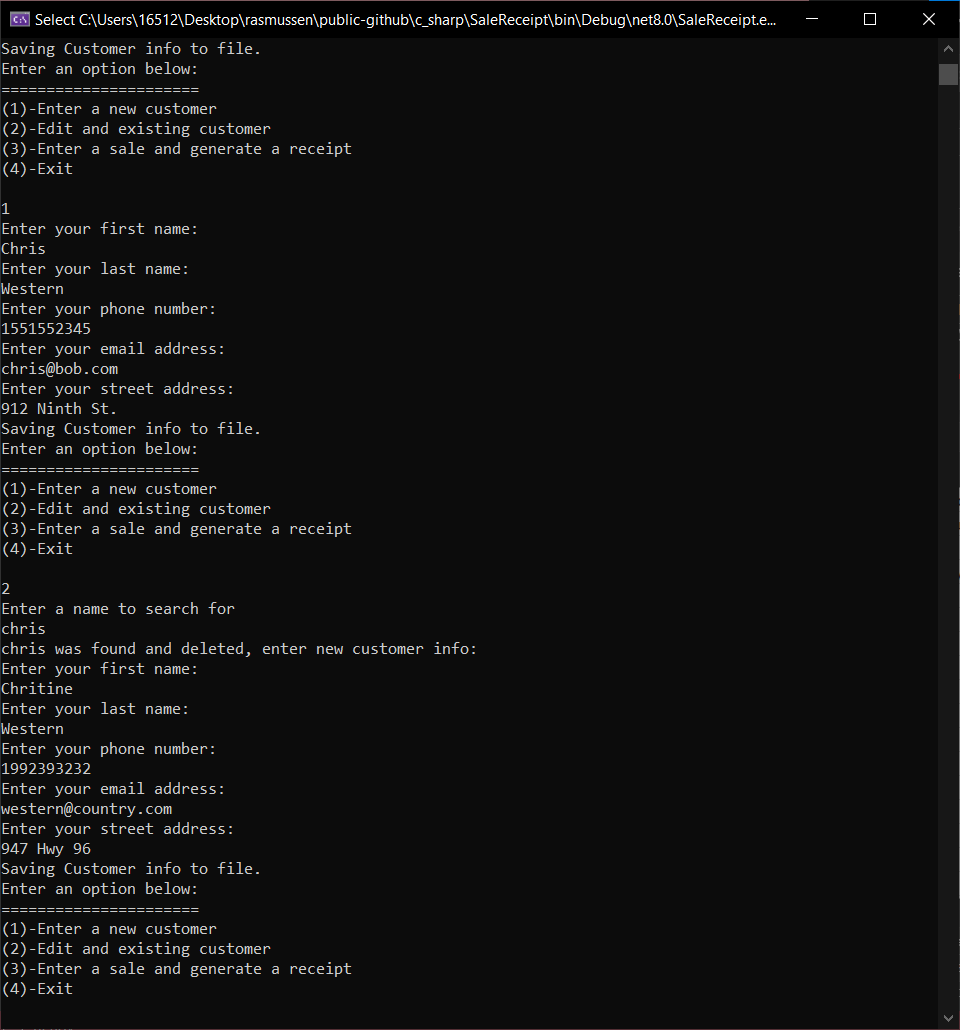 Select C:\Users\16512\Desktop\rasmussen\public-github\c_sharp\SaleReceipt\bin\Debug\net8.0\SaleReceipt.e...
Saving Customer info to file.
Enter an option below:
======================
(1)-Enter a new customer
(2)-Edit and existing customer
(3)-Enter a sale and generate a receipt
(4)-Exit
1
Enter your first name:
Chris
Enter your last name:
Western
Enter your phone number:
1551552345
Enter your email address:
chris@bob.com
Enter your street address:
912 Ninth St.
Saving Customer info to file.
Enter an option below:
======================
(1)-Enter a new customer
(2)-Edit and existing customer
(3)-Enter a sale and generate a receipt
(4)-Exit
2
Enter a name to search for
chris
chris was found and deleted, enter new customer info:
Enter your first name:
Chritine
Enter your last name:
Western
Enter your phone number:
1992393232
Enter your email address:
western@country.com
Enter your street address:
947 Hwy 96
Saving Customer info to file.
Enter an option below:
======================
(1)-Enter a new customer
(2)-Edit and existing customer
(3)-Enter a sale and generate a receipt
(4)-Exit